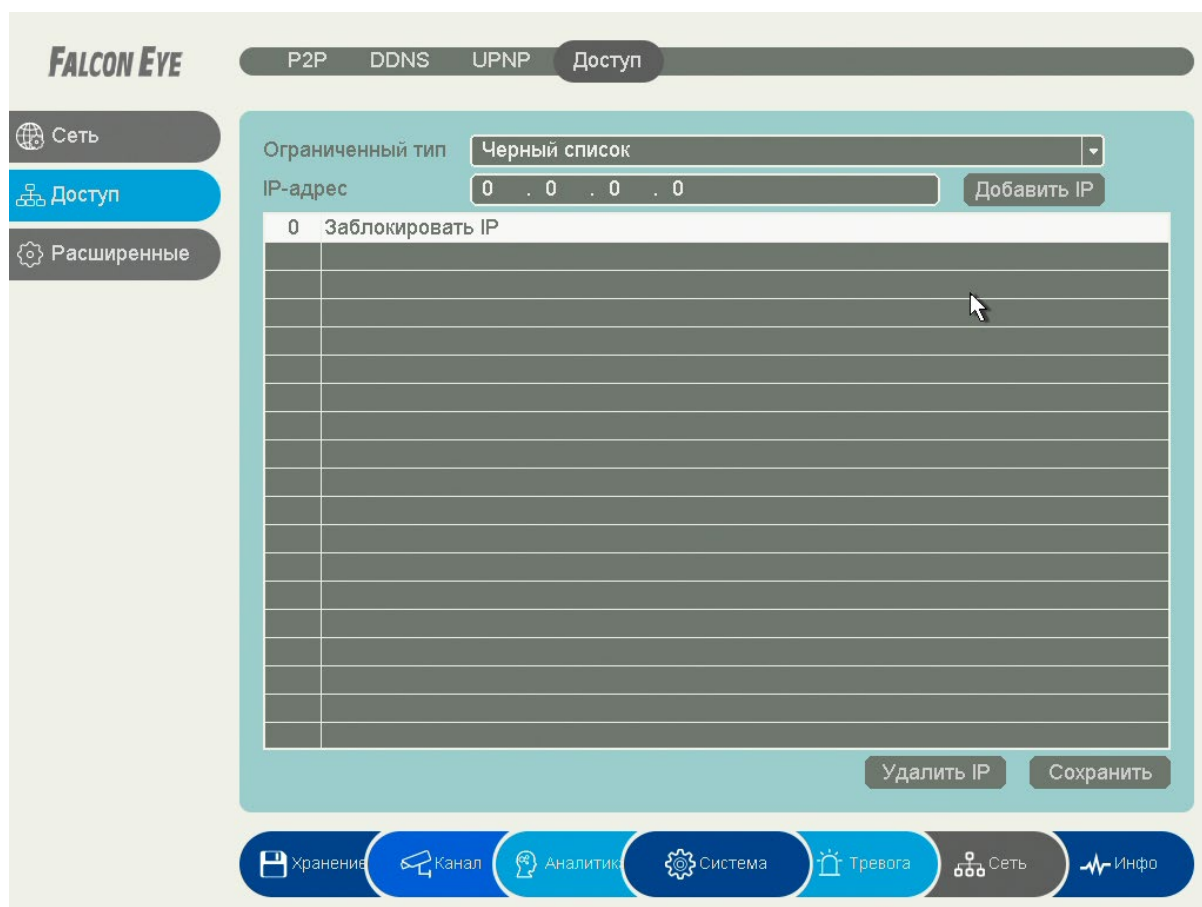 FALCON EYE
P2P DDNS UPNP Доступ
Сеть
Доступ
Расширенные
Ограниченный тип Черный список
IP-адрес 0 . 0 . 0 . 0 Добавить IP
0 Заблокировать IP
Удалить IP Сохранить
Хранение Канал Аналитик Система Тревога Сеть Инфо